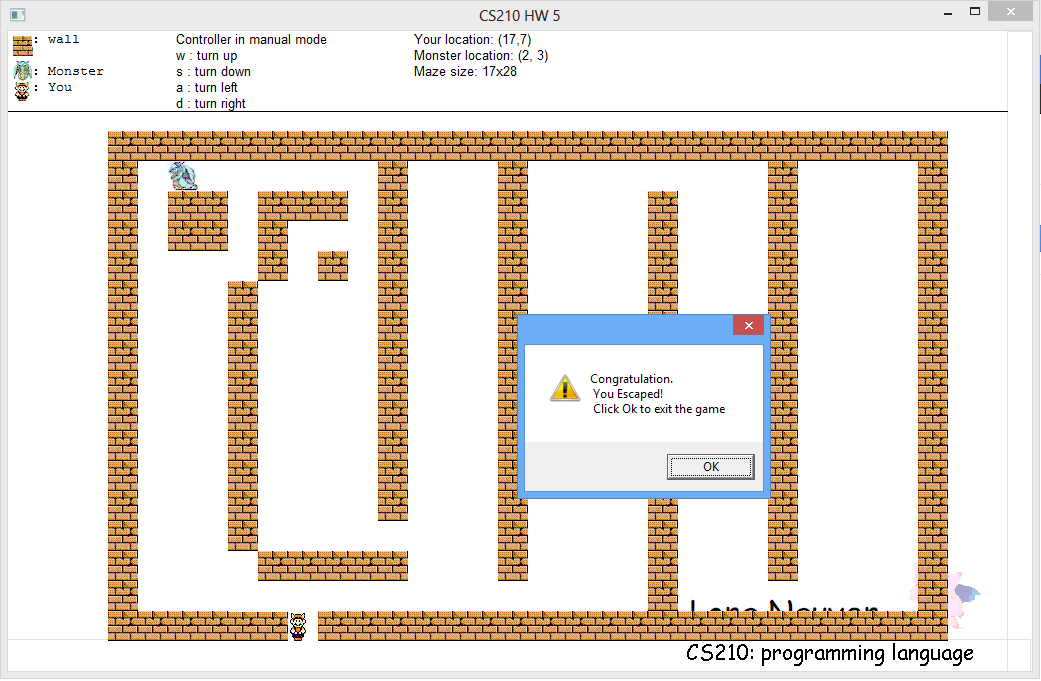 CS210 HW 5
: wall
: Monster
: You
Controller in manual mode
w : turn up
s : turn down
a : turn left
d : turn right
Your location: (17,7)
Monster location: (2, 3)
Maze size: 17x28
Congratulation.
You Escaped!
Click Ok to exit the game
OK
CS210: programming language